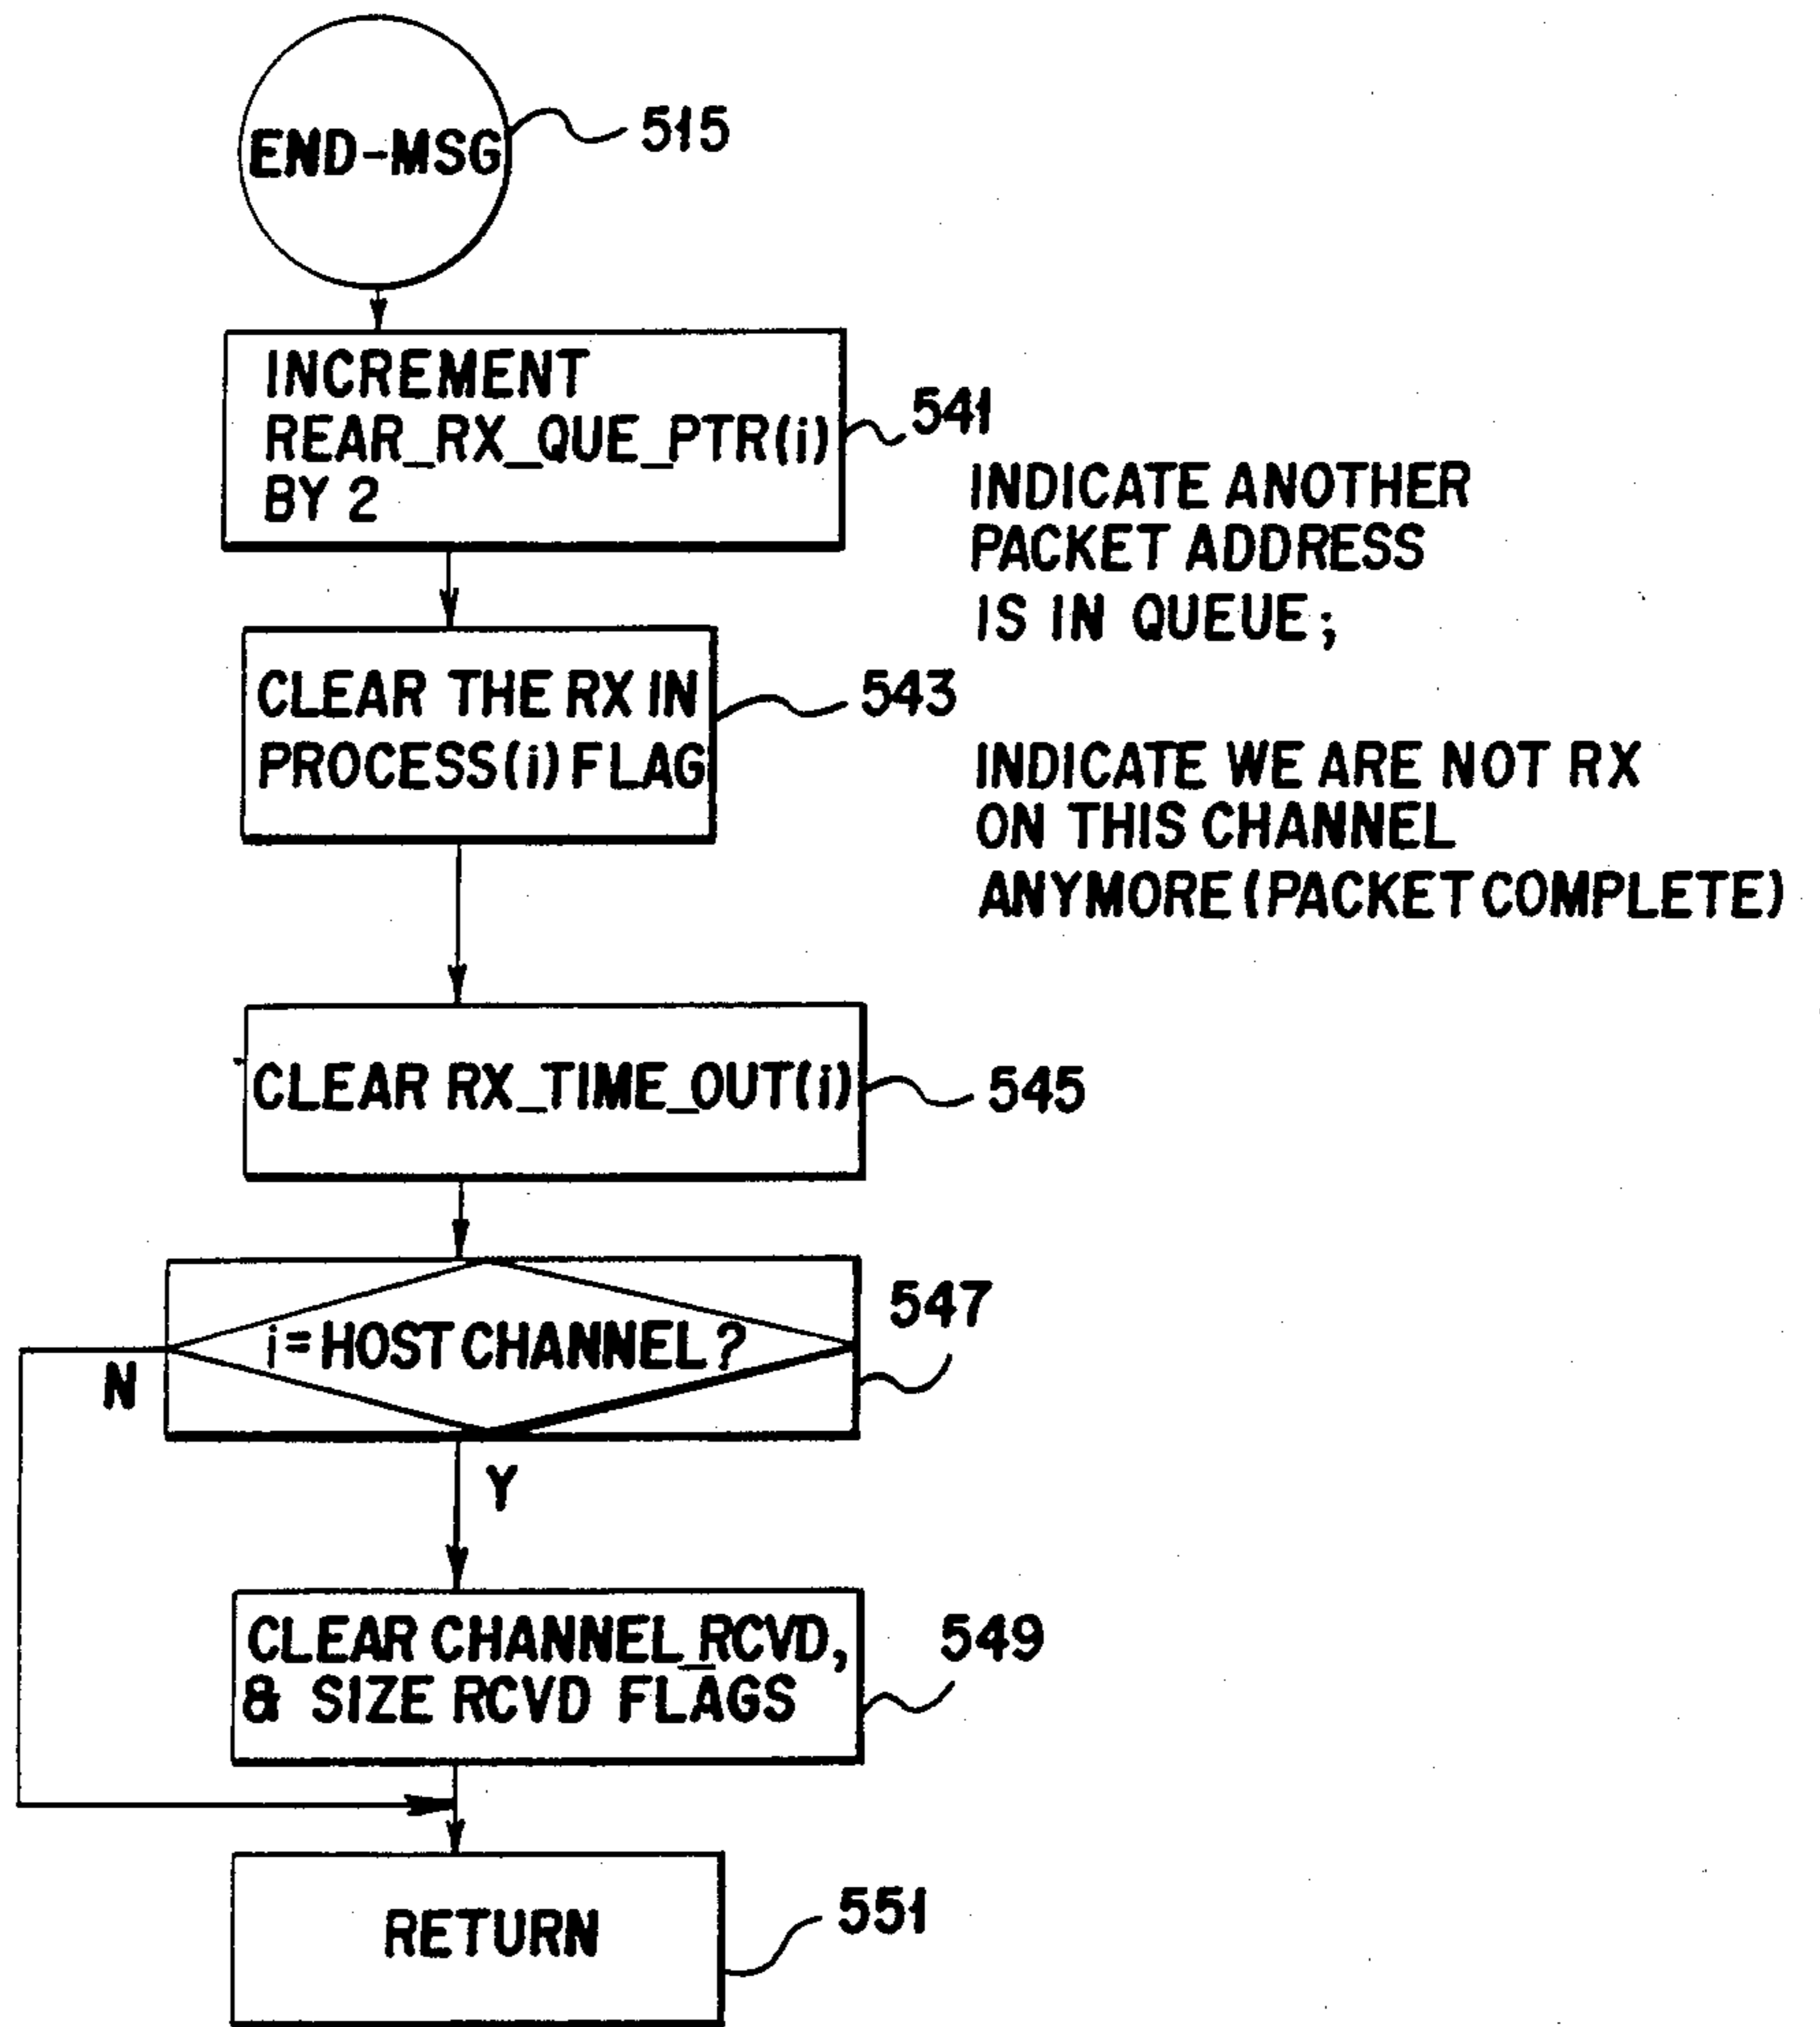 END-MSG
515
INCREMENT
REAR_RX_QUE_PTR(i)
BY 2
541
INDICATE ANOTHER
PACKET ADDRESS
IS IN QUEUE;
CLEAR THE RX IN
PROCESS(i) FLAG
543
INDICATE WE ARE NOT RX
ON THIS CHANNEL
ANYMORE (PACKET COMPLETE)
CLEAR RX_TIME_OUT(i)
545
i = HOST CHANNEL?
547
N
Y
CLEAR CHANNEL_RCVD,
& SIZE RCVD FLAGS
549
RETURN
551